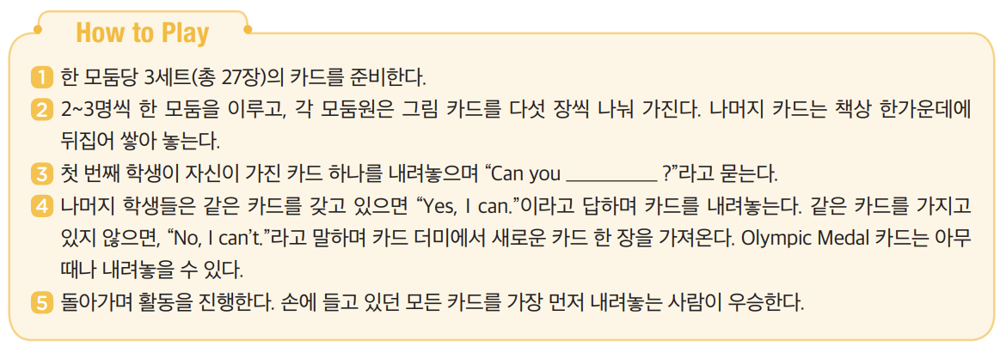 How to Play
1 한 모둠당 3세트(총 27장)의 카드를 준비한다.
2 2~3명씩 한 모둠을 이루고, 각 모둠원은 그림 카드를 다섯 장씩 나눠 가진다. 나머지 카드는 책상 한가운데에
뒤집어 쌓아 놓는다.
3 첫 번째 학생이 자신이 가진 카드 하나를 내려놓으며 “Can you __________ ?”라고 묻는다.
4 나머지 학생들은 같은 카드를 갖고 있으면 “Yes, I can.”이라고 답하며 카드를 내려놓는다. 같은 카드를 가지고
있지 않으면, “No, I can’t.”라고 말하며 카드 더미에서 새로운 카드 한 장을 가져온다. Olympic Medal 카드는 아무
때나 내려놓을 수 있다.
5 돌아가며 활동을 진행한다. 손에 들고 있던 모든 카드를 가장 먼저 내려놓는 사람이 우승한다.